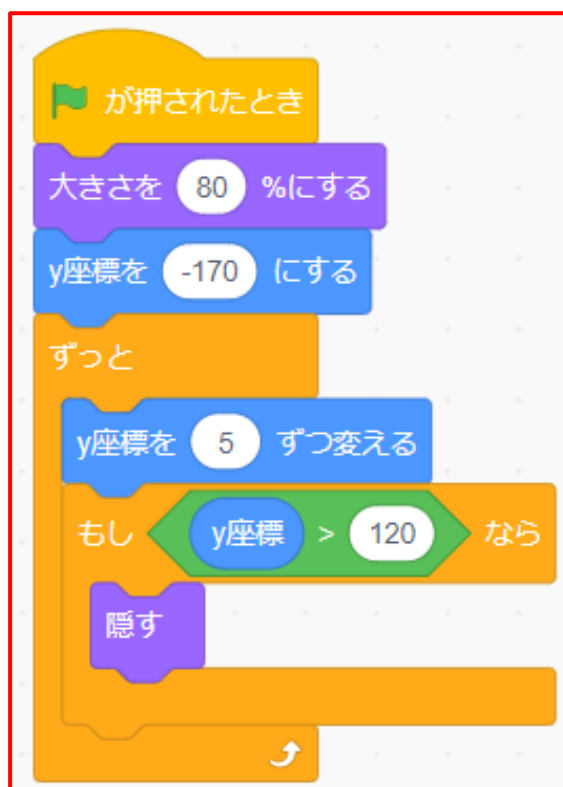 が押されたとき
大きさを 80 %にする
y座標を -170 にする
ずっと
y座標を 5 ずつ変える
もし y座標 > 120 なら
隠す